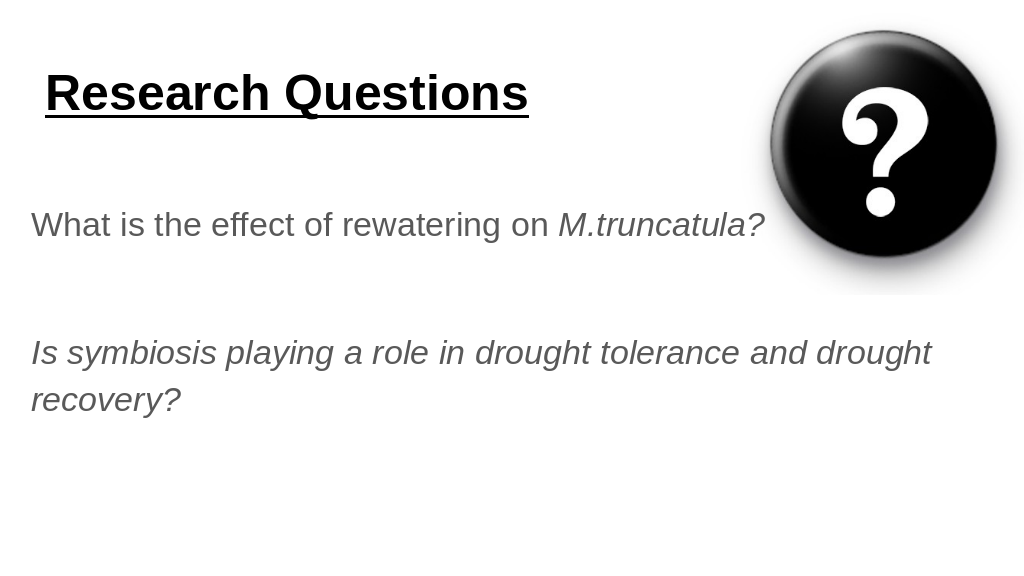 Research Questions
What is the effect of rewatering on M.truncatula?
Is symbiosis playing a role in drought tolerance and drought
recovery?